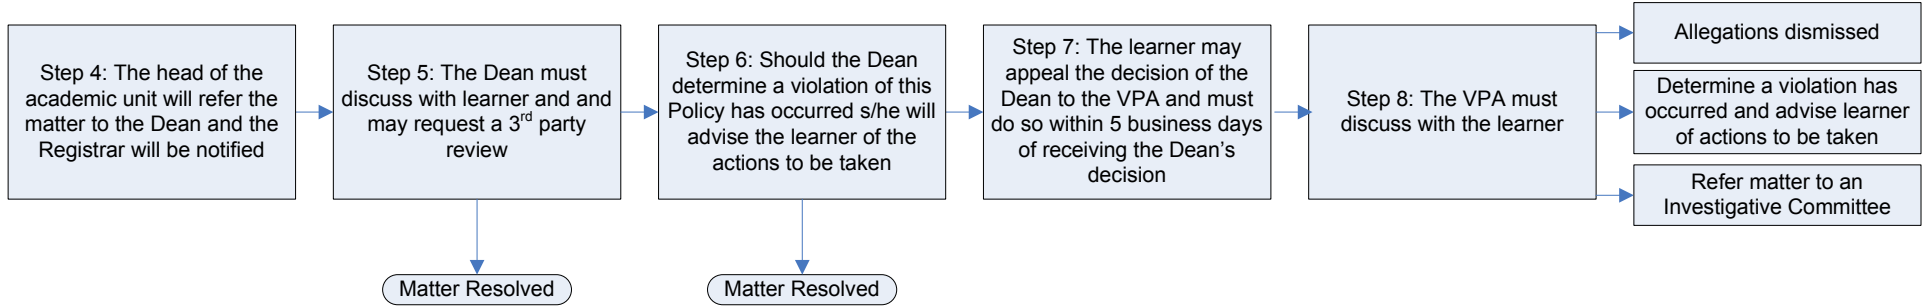 Step 4: The head of the
academic unit will refer the
matter to the Dean and the
Registrar will be notified
Step 5: The Dean must
discuss with learner and and
may request a 3rd party
review
Matter Resolved
Step 6: Should the Dean
determine a violation of this
Policy has occurred s/he will
advise the learner of the
actions to be taken
Matter Resolved
Step 7: The learner may
appeal the decision of the
Dean to the VPA and must
do so within 5 business days
of receiving the Dean’s
decision
Step 8: The VPA must
discuss with the learner
Allegations dismissed
Determine a violation has
occurred and advise learner
of actions to be taken
Refer matter to an
Investigative Committee